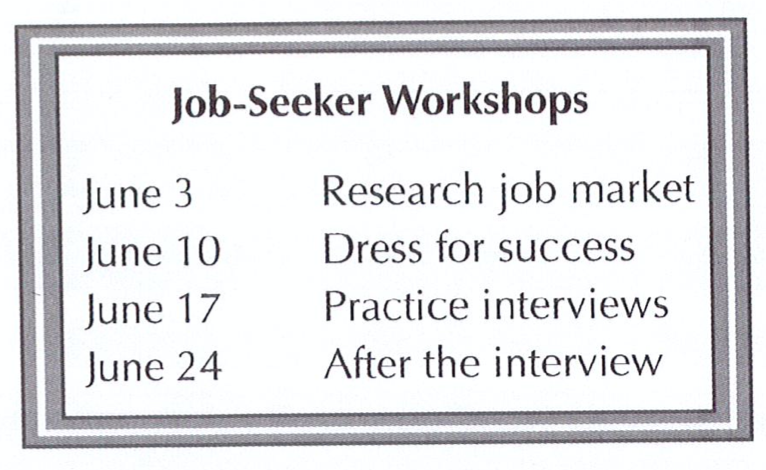 Job-Seeker Workshops
June 3 Research job market
June 10 Dress for success
June 17 Practice interviews
June 24 After the interview